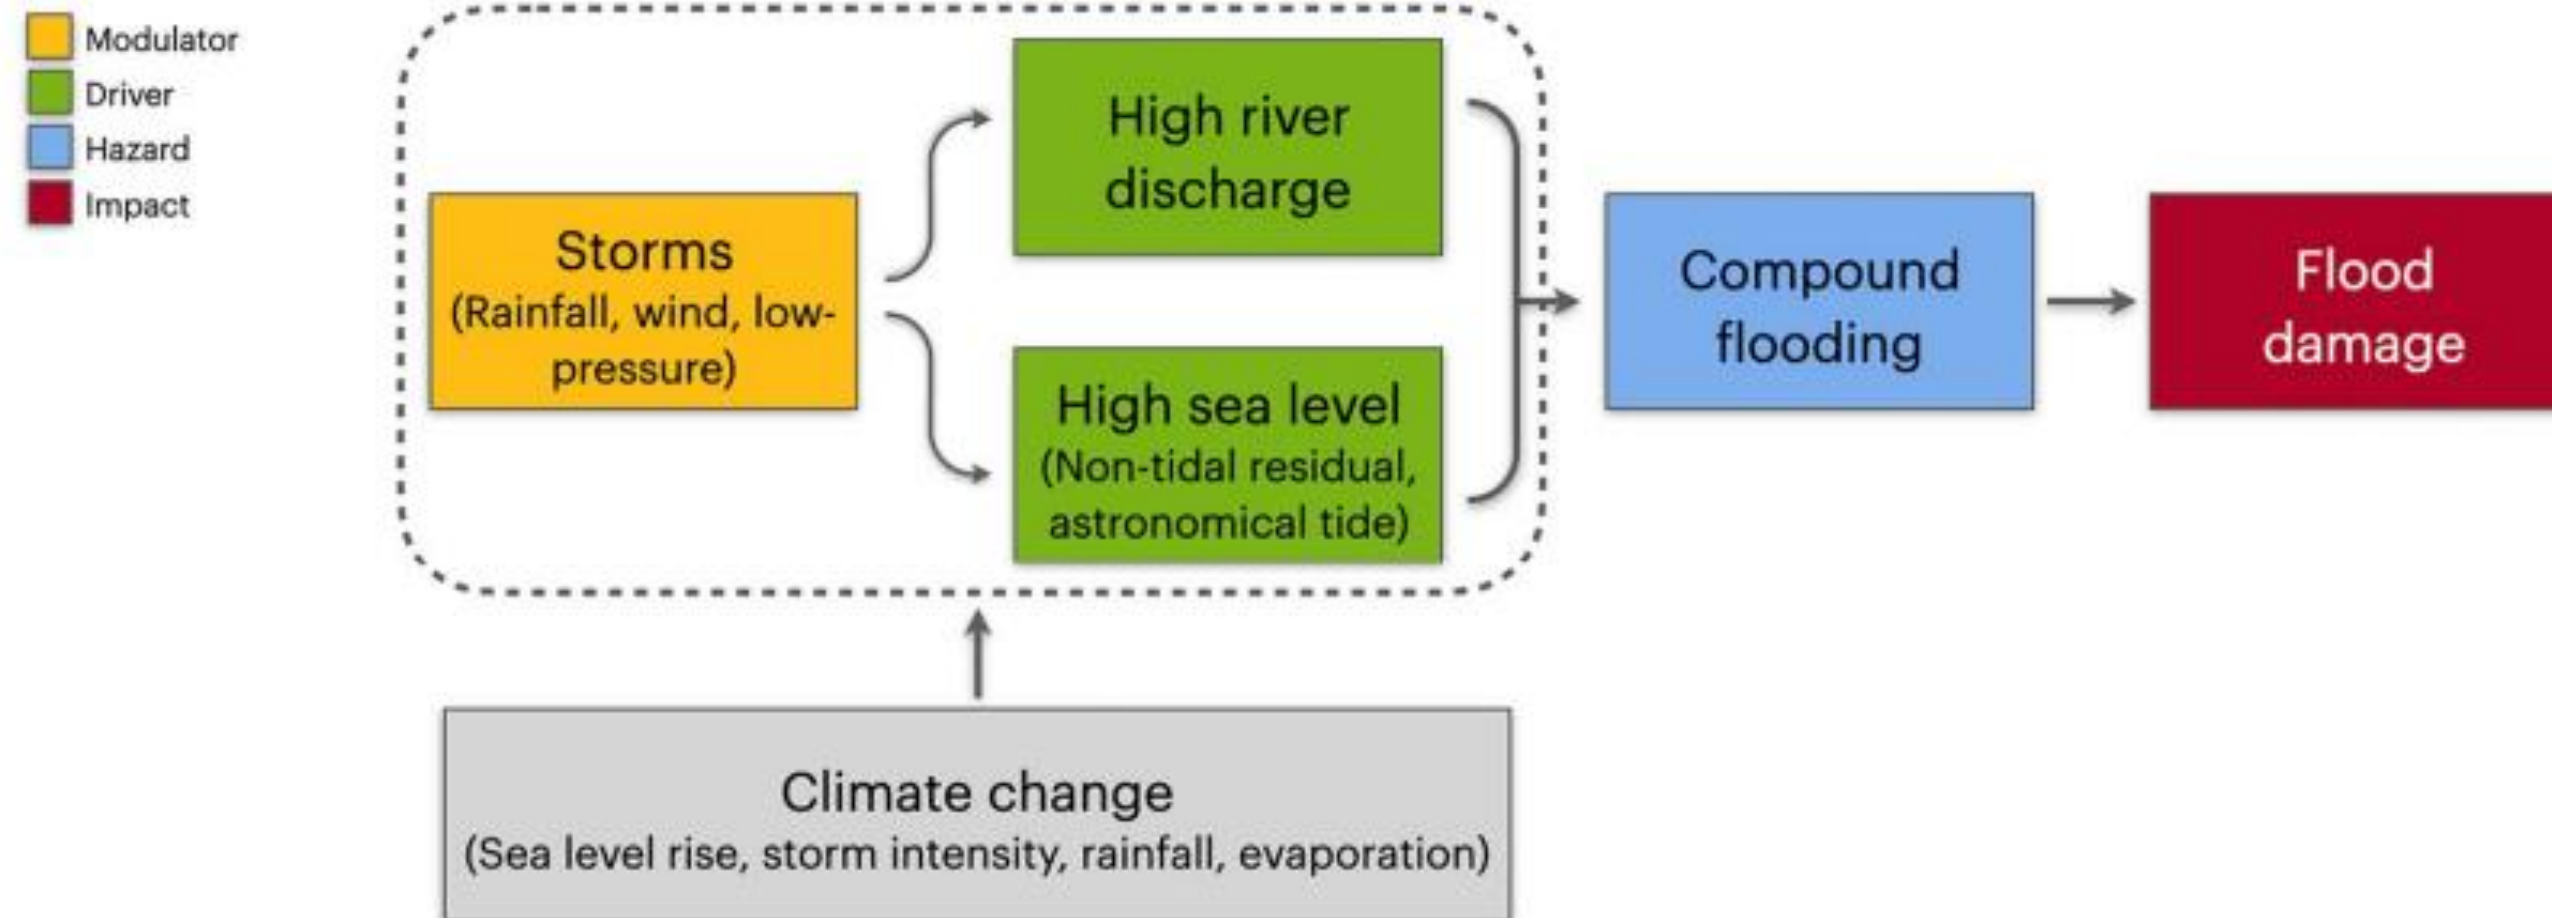 Modulator
Driver
Hazard
Impact
High river
discharge
Storms
(Rainfall, wind, low-
pressure)
High sea level
(Non-tidal residual,
astronomical tide)
Compound
flooding
Flood
damage
Climate change
(Sea level rise, storm intensity, rainfall, evaporation)